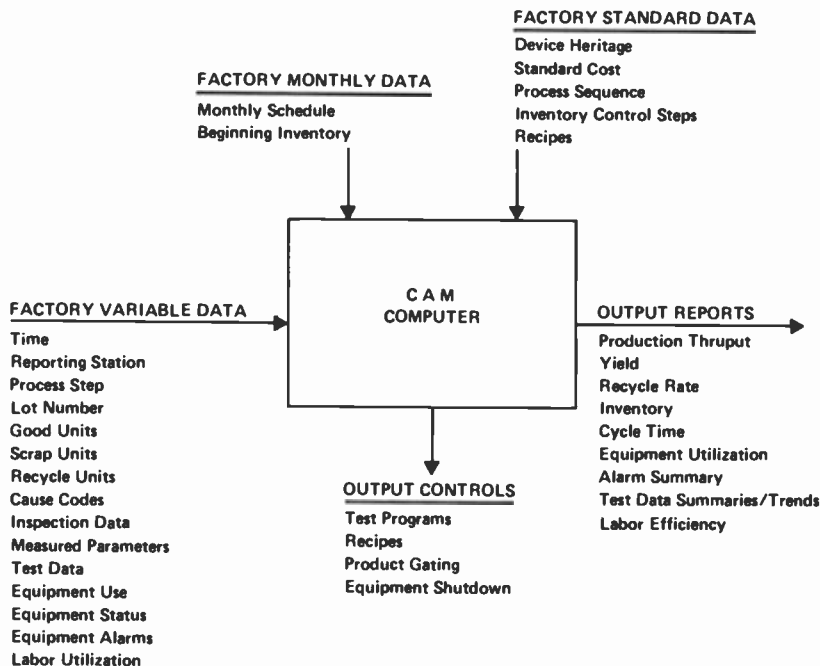 FACTORY STANDARD DATA
Device Heritage
Standard Cost
Process Sequence
Inventory Control Steps
Recipes
FACTORY MONTHLY DATA
Monthly Schedule
Beginning Inventory
C A M
COMPUTER
FACTORY VARIABLE DATA
Time
Reporting Station
Process Step
Lot Number
Good Units
Scrap Units
Recycle Units
Cause Codes
Inspection Data
Measured Parameters
Test Data
Equipment Use
Equipment Status
Equipment Alarms
Labor Utilization
OUTPUT CONTROLS
Test Programs
Recipes
Product Gating
Equipment Shutdown
OUTPUT REPORTS
Production Thruput
Yield
Recycle Rate
Inventory
Cycle Time
Equipment Utilization
Alarm Summary
Test Data Summaries/Trends
Labor Efficiency